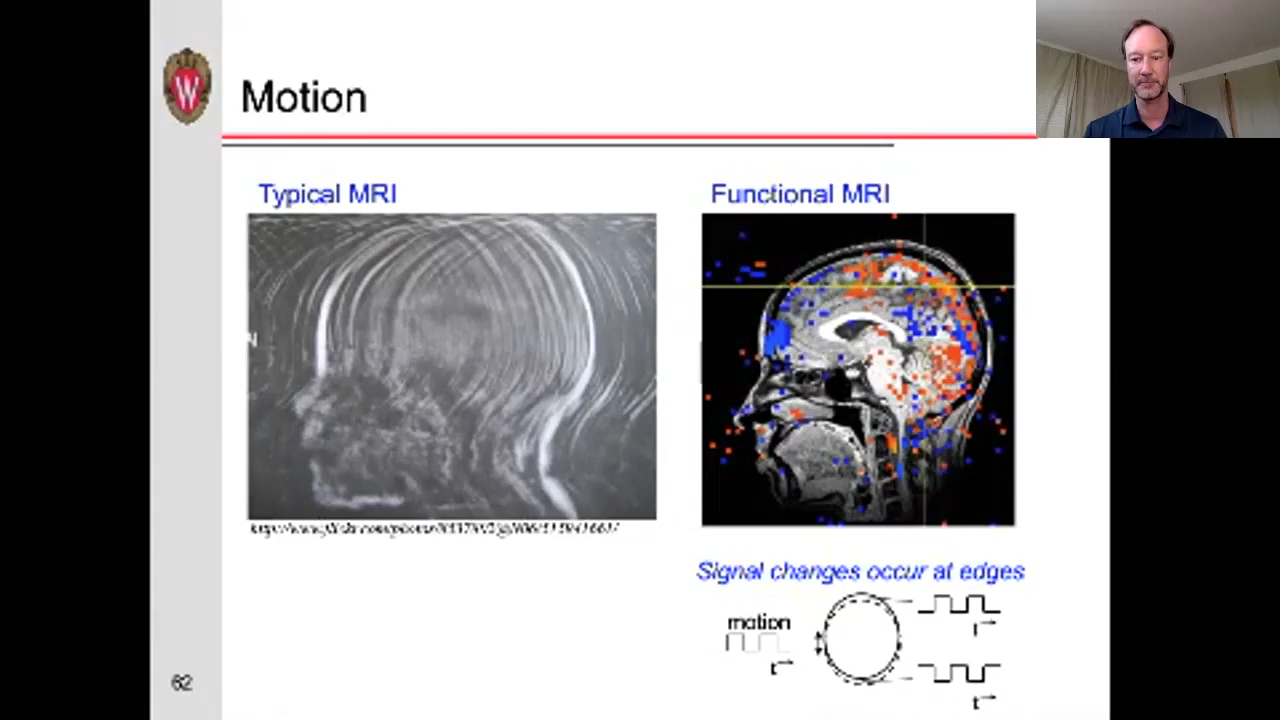 W
Motion
Typical MRI
Functional MRI
N
Signal changes occur at edges
motion
t
t
t
62